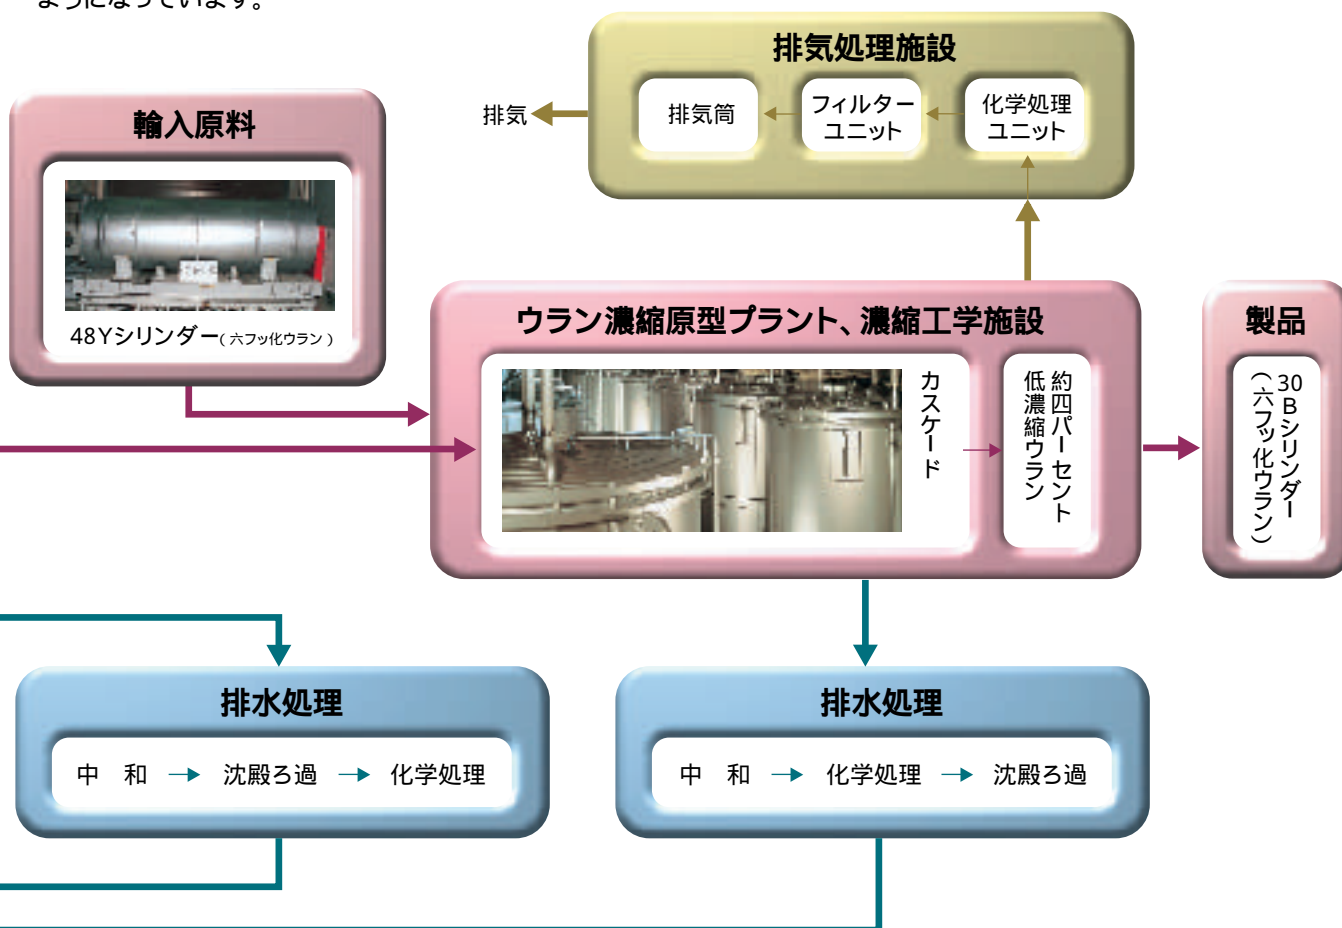 ようになっています。
排気処理施設
排気
排気筒
フィルター
ユニット
化学処理
ユニット
輸入原料
48Yシリンダー(六フッ化ウラン)
ウラン濃縮原型プラント、濃縮工学施設
カスケード
約四パーセント
低濃縮ウラン
製品
30Bシリンダー
(六フッ化ウラン)
排水処理
中　和 → 沈殿ろ過 → 化学処理
排水処理
中　和 → 化学処理 → 沈殿ろ過